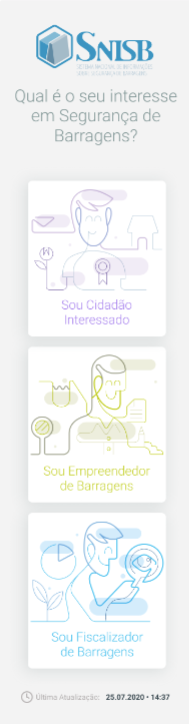 SNISB
SISTEMA NACIONAL DE INFORMAÇÕES
SOBRE SEGURANÇA DE BARRAGENS
Qual é o seu interesse
em Segurança de
Barragens?
Sou Cidadão
Interessado
Sou Empreendedor
de Barragens
Sou Fiscalizador
de Barragens
Última Atualização: 25.07.2020 • 14:37